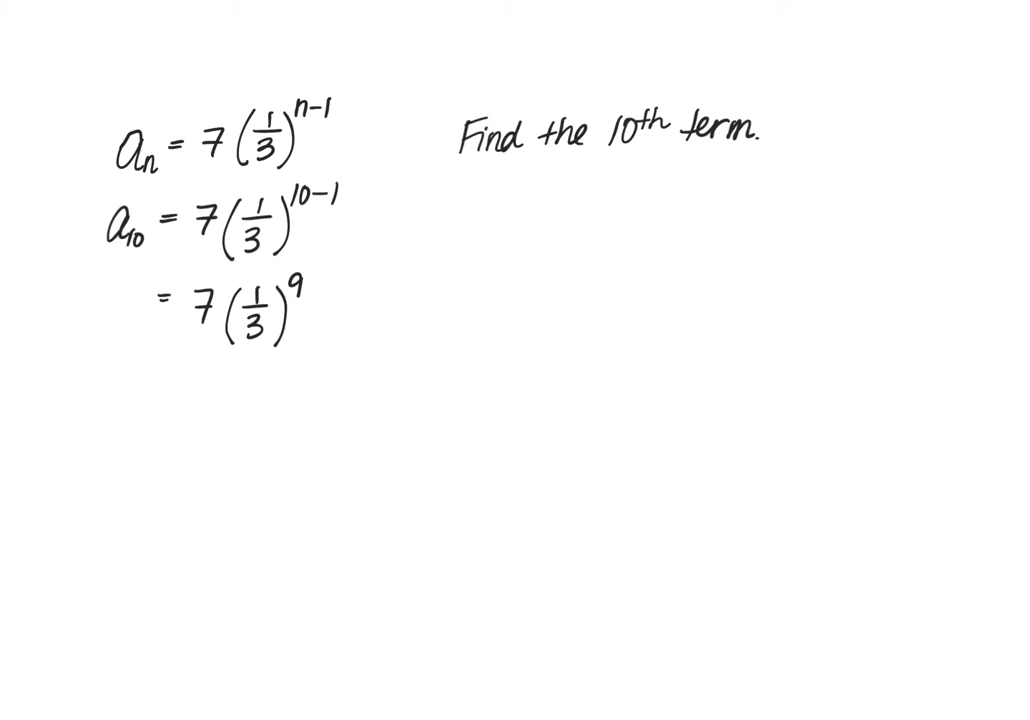 aₙ = 7(1/3)ⁿ⁻¹
Find the 10ᵗʰ term.
a₁₀ = 7(1/3)¹⁰⁻¹
= 7(1/3)⁹